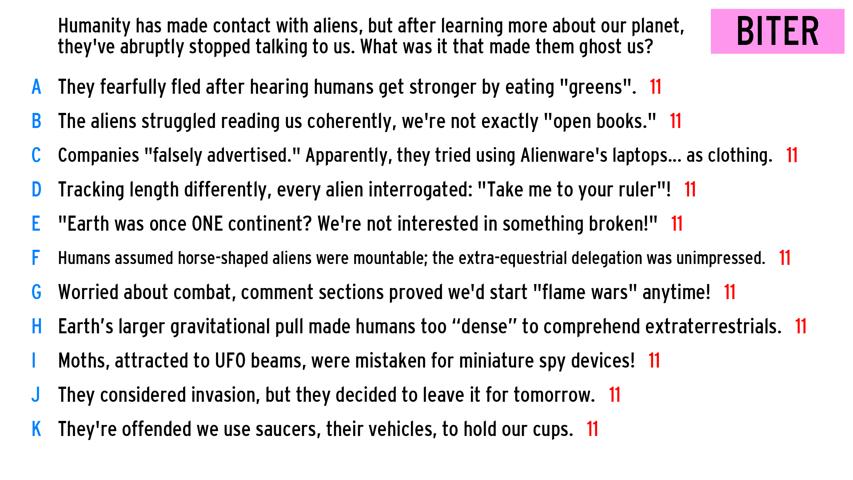 Humanity has made contact with aliens, but after learning more about our planet,
they've abruptly stopped talking to us. What was it that made them ghost us?
BITER
A They fearfully fled after hearing humans get stronger by eating "greens". 11
B The aliens struggled reading us coherently, we're not exactly "open books." 11
C Companies "falsely advertised." Apparently, they tried using Alienware's laptops... as clothing. 11
D Tracking length differently, every alien interrogated: "Take me to your ruler"! 11
E "Earth was once ONE continent? We're not interested in something broken!" 11
F Humans assumed horse-shaped aliens were mountable; the extra-equestrial delegation was unimpressed. 11
G Worried about combat, comment sections proved we'd start "flame wars" anytime! 11
H Earth’s larger gravitational pull made humans too “dense” to comprehend extraterrestrials. 11
I Moths, attracted to UFO beams, were mistaken for miniature spy devices! 11
J They considered invasion, but they decided to leave it for tomorrow. 11
K They're offended we use saucers, their vehicles, to hold our cups. 11